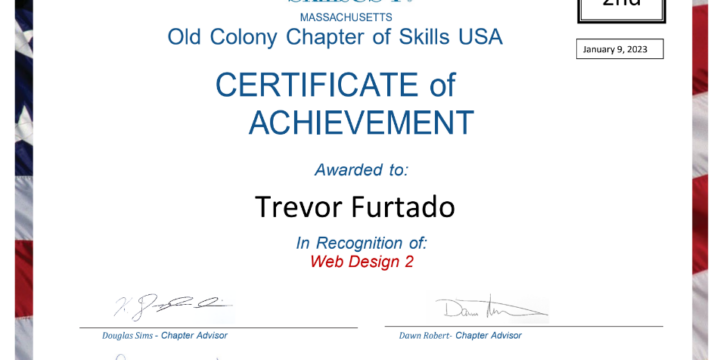 2nd
MASSACHUSETTS
Old Colony Chapter of Skills USA
January 9, 2023
CERTIFICATE of
ACHIEVEMENT
Awarded to:
Trevor Furtado
In Recognition of:
Web Design 2
Douglas Sims - Chapter Advisor
Dawn Robert- Chapter Advisor